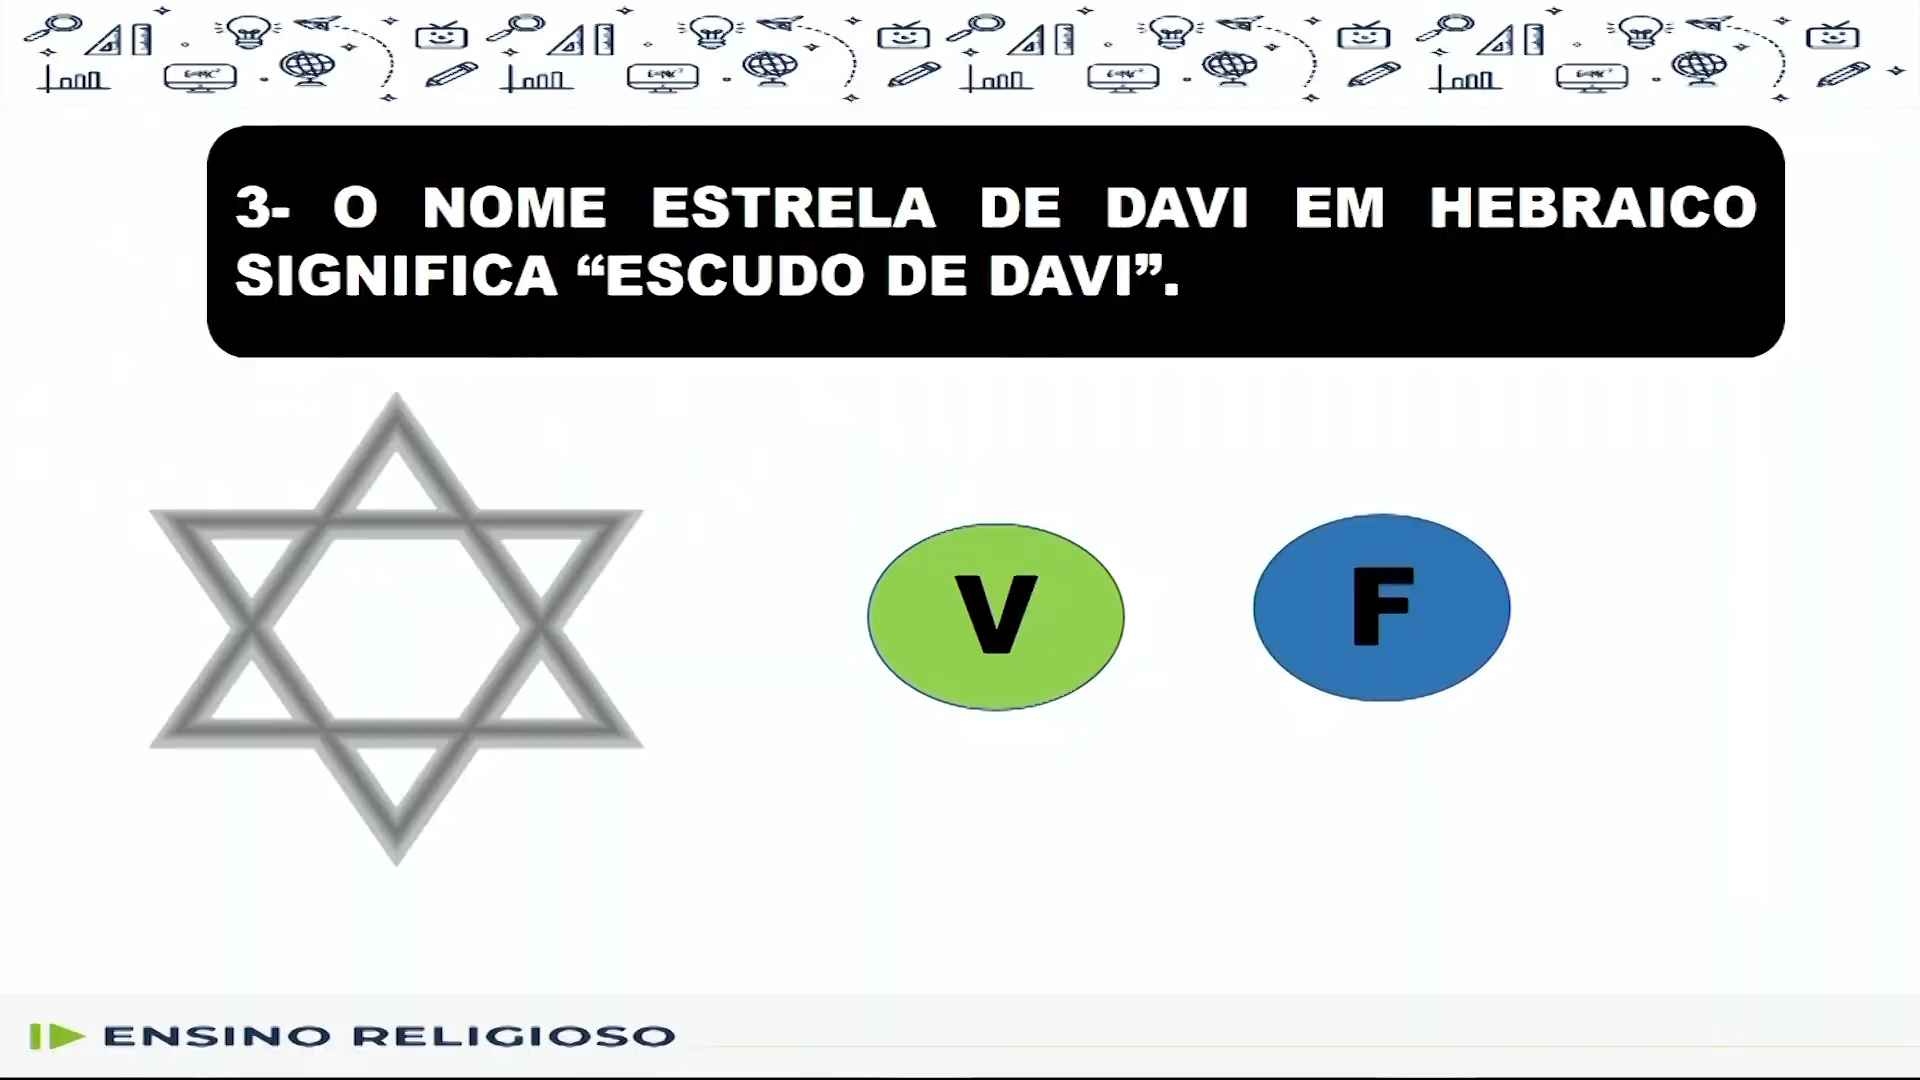 3- O NOME ESTRELA DE DAVI EM HEBRAICO
SIGNIFICA “ESCUDO DE DAVI”.
V
F
ENSINO RELIGIOSO